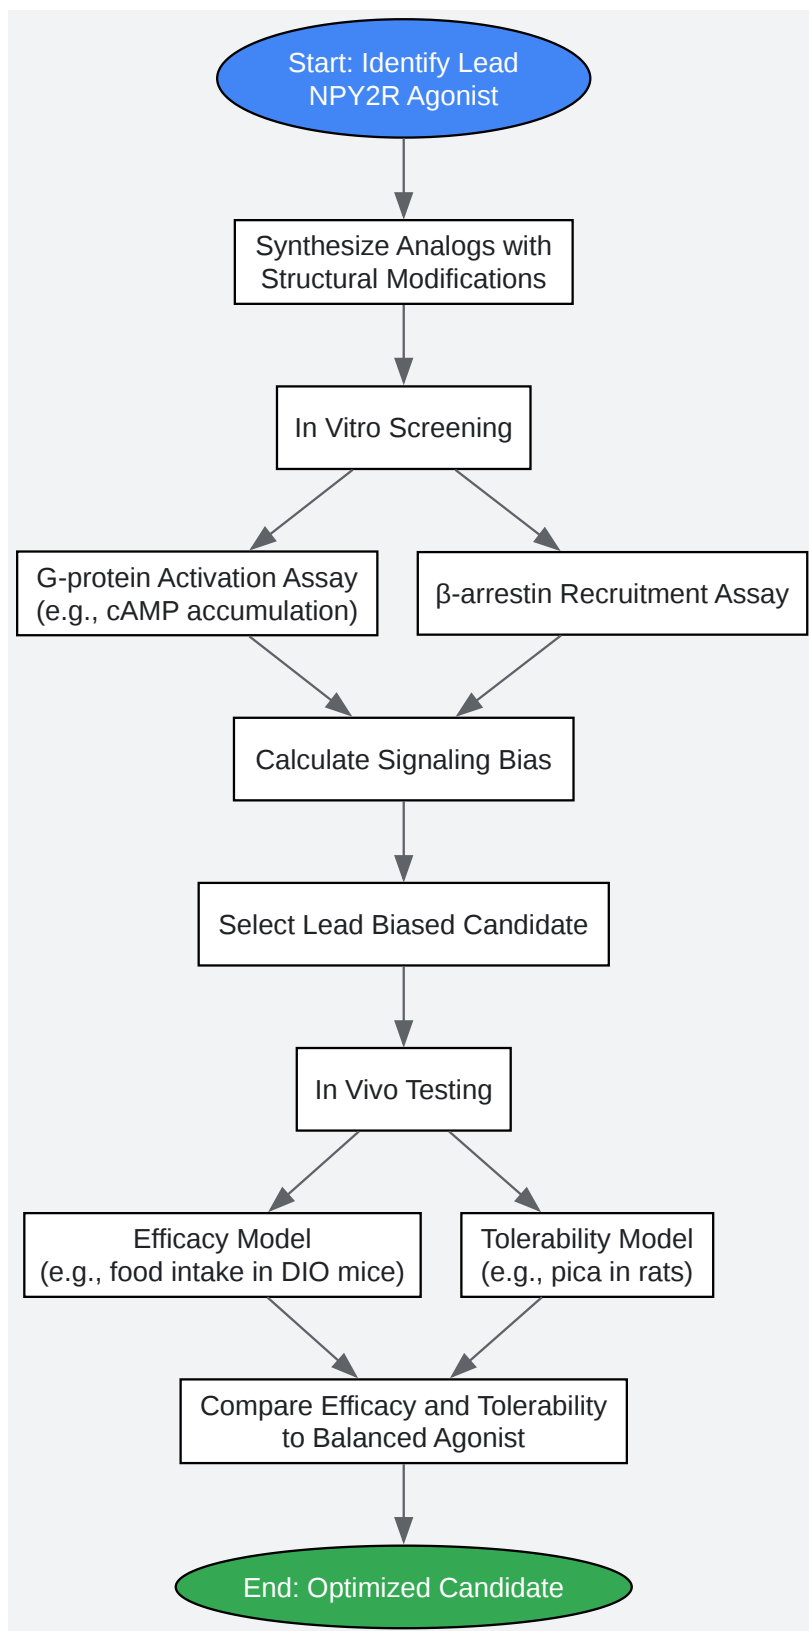 Start: Identify Lead
NPY2R Agonist
Synthesize Analogs with
Structural Modifications
In Vitro Screening
G-protein Activation Assay
(e.g., cAMP accumulation)
β-arrestin Recruitment Assay
Calculate Signaling Bias
Select Lead Biased Candidate
In Vivo Testing
Efficacy Model
(e.g., food intake in DIO mice)
Tolerability Model
(e.g., pica in rats)
Compare Efficacy and Tolerability
to Balanced Agonist
End: Optimized Candidate